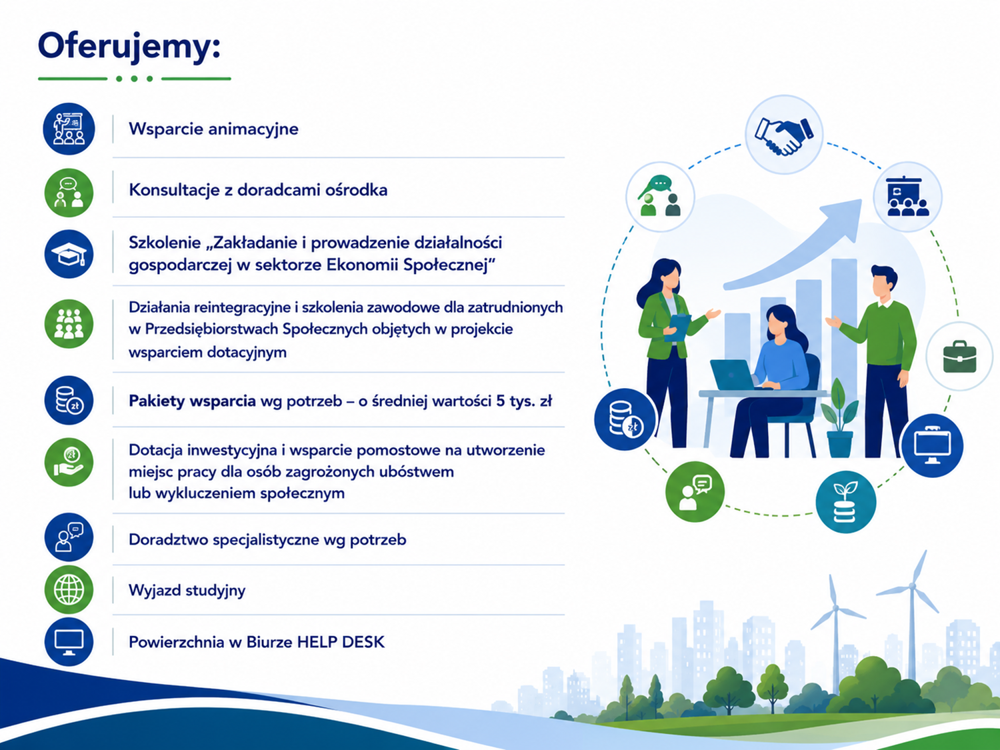 Oferujemy:
Wsparcie animacyjne
Konsultacje z doradcami ośrodka
Szkolenie „Zakładanie i prowadzenie działalności
gospodarczej w sektorze Ekonomii Społecznej”
Działania reintegracyjne i szkolenia zawodowe dla zatrudnionych
w Przedsiębiorstwach Społecznych objętych w projekcie
wsparciem dotacyjnym
zł
Pakiety wsparcia wg potrzeb – o średniej wartości 5 tys. zł
zł
Dotacja inwestycyjna i wsparcie pomostowe na utworzenie
miejsc pracy dla osób zagrożonych ubóstwem
lub wykluczeniem społecznym
Doradztwo specjalistyczne wg potrzeb
Wyjazd studyjny
Powierzchnia w Biurze HELP DESK